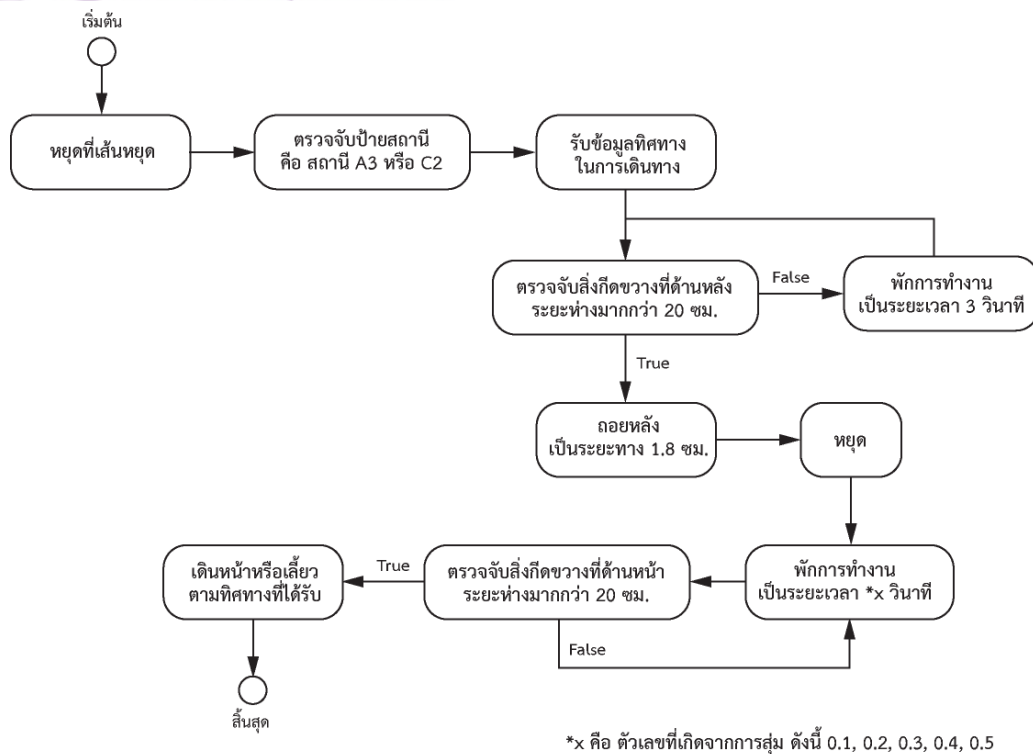 เริ่มต้น
หยุดที่เส้นหยุด
ตรวจจับป้ายสถานี
คือ สถานี A3 หรือ C2
รับข้อมูลทิศทาง
ในการเดินทาง
ตรวจจับสิ่งกีดขวางที่ด้านหลัง
ระยะห่างมากกว่า 20 ซม.
False
พักการทำงาน
เป็นระยะเวลา 3 วินาที
True
ถอยหลัง
เป็นระยะทาง 1.8 ซม.
หยุด
พักการทำงาน
เป็นระยะเวลา *x วินาที
ตรวจจับสิ่งกีดขวางที่ด้านหน้า
ระยะห่างมากกว่า 20 ซม.
True
เดินหน้าหรือเลี้ยว
ตามทิศทางที่ได้รับ
False
สิ้นสุด
*x คือ ตัวเลขที่เกิดจากการสุ่ม ดังนี้ 0.1, 0.2, 0.3, 0.4, 0.5